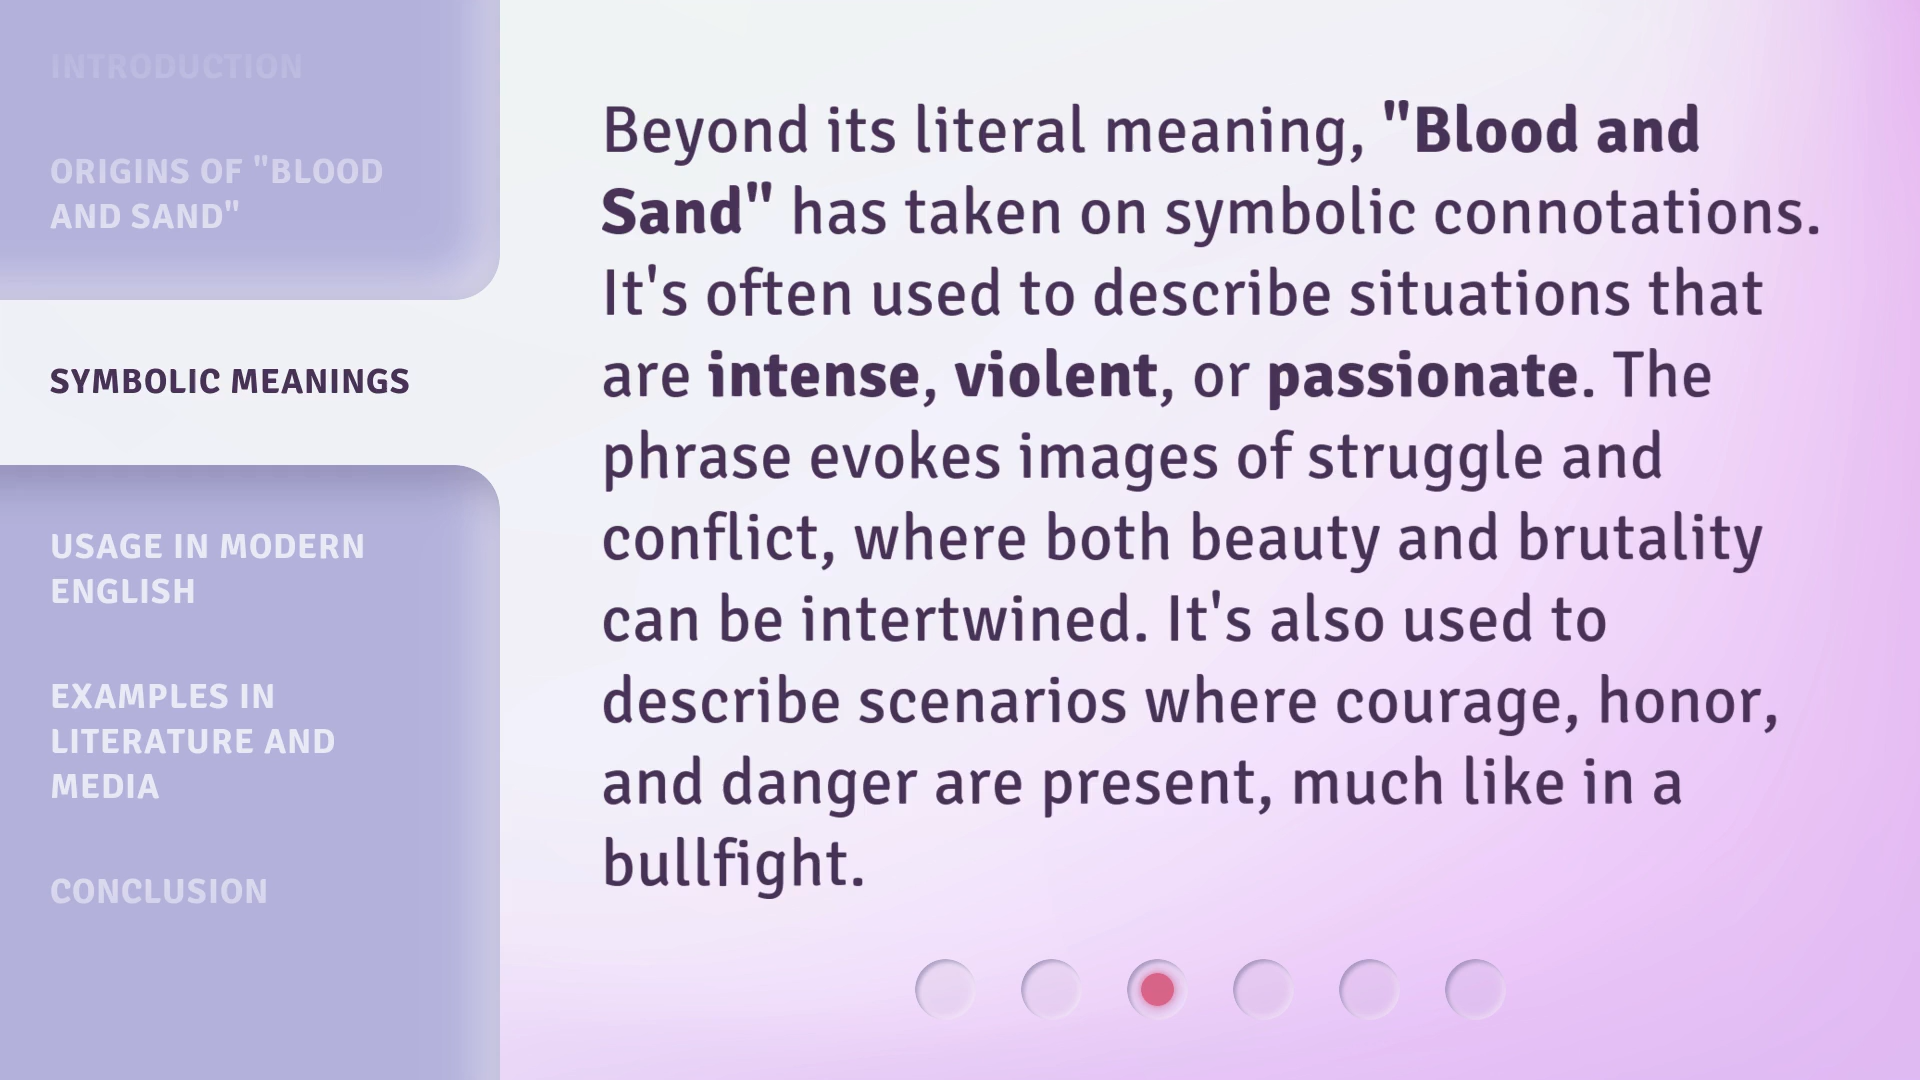 INTRODUCTION
ORIGINS OF "BLOOD
AND SAND"
SYMBOLIC MEANINGS
USAGE IN MODERN
ENGLISH
EXAMPLES IN
LITERATURE AND
MEDIA
CONCLUSION
Beyond its literal meaning, "Blood and
Sand" has taken on symbolic connotations.
It's often used to describe situations that
are intense, violent, or passionate. The
phrase evokes images of struggle and
conflict, where both beauty and brutality
can be intertwined. It's also used to
describe scenarios where courage, honor,
and danger are present, much like in a
bullfight.